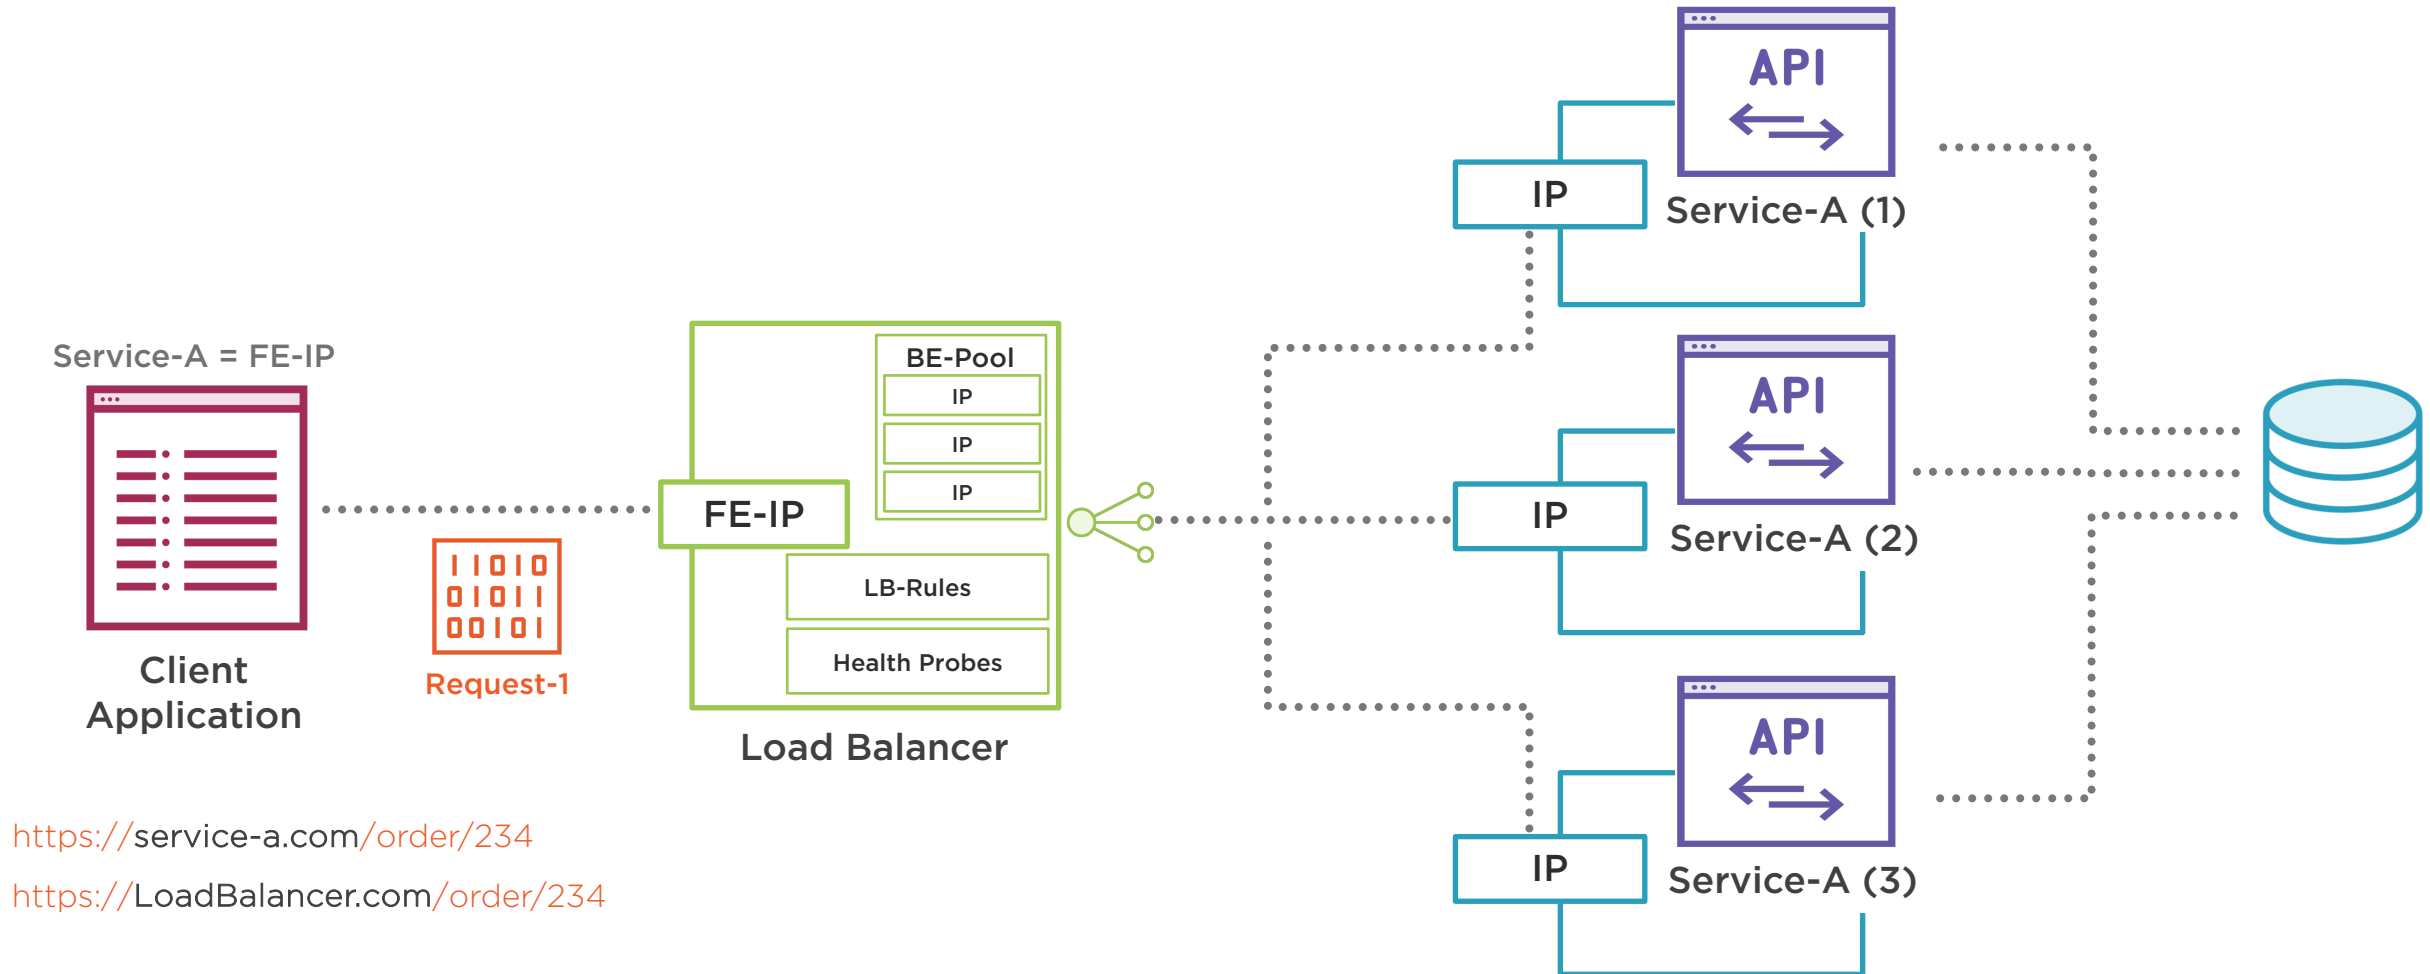 Service-A = FE-IP
Client
Application
https://service-a.com/order/234
https://LoadBalancer.com/order/234
11010
01011
00101
Request-1
FE-IP
BE-Pool
IP
IP
IP
LB-Rules
Health Probes
Load Balancer
IP
API
Service-A (1)
IP
API
Service-A (2)
IP
API
Service-A (3)